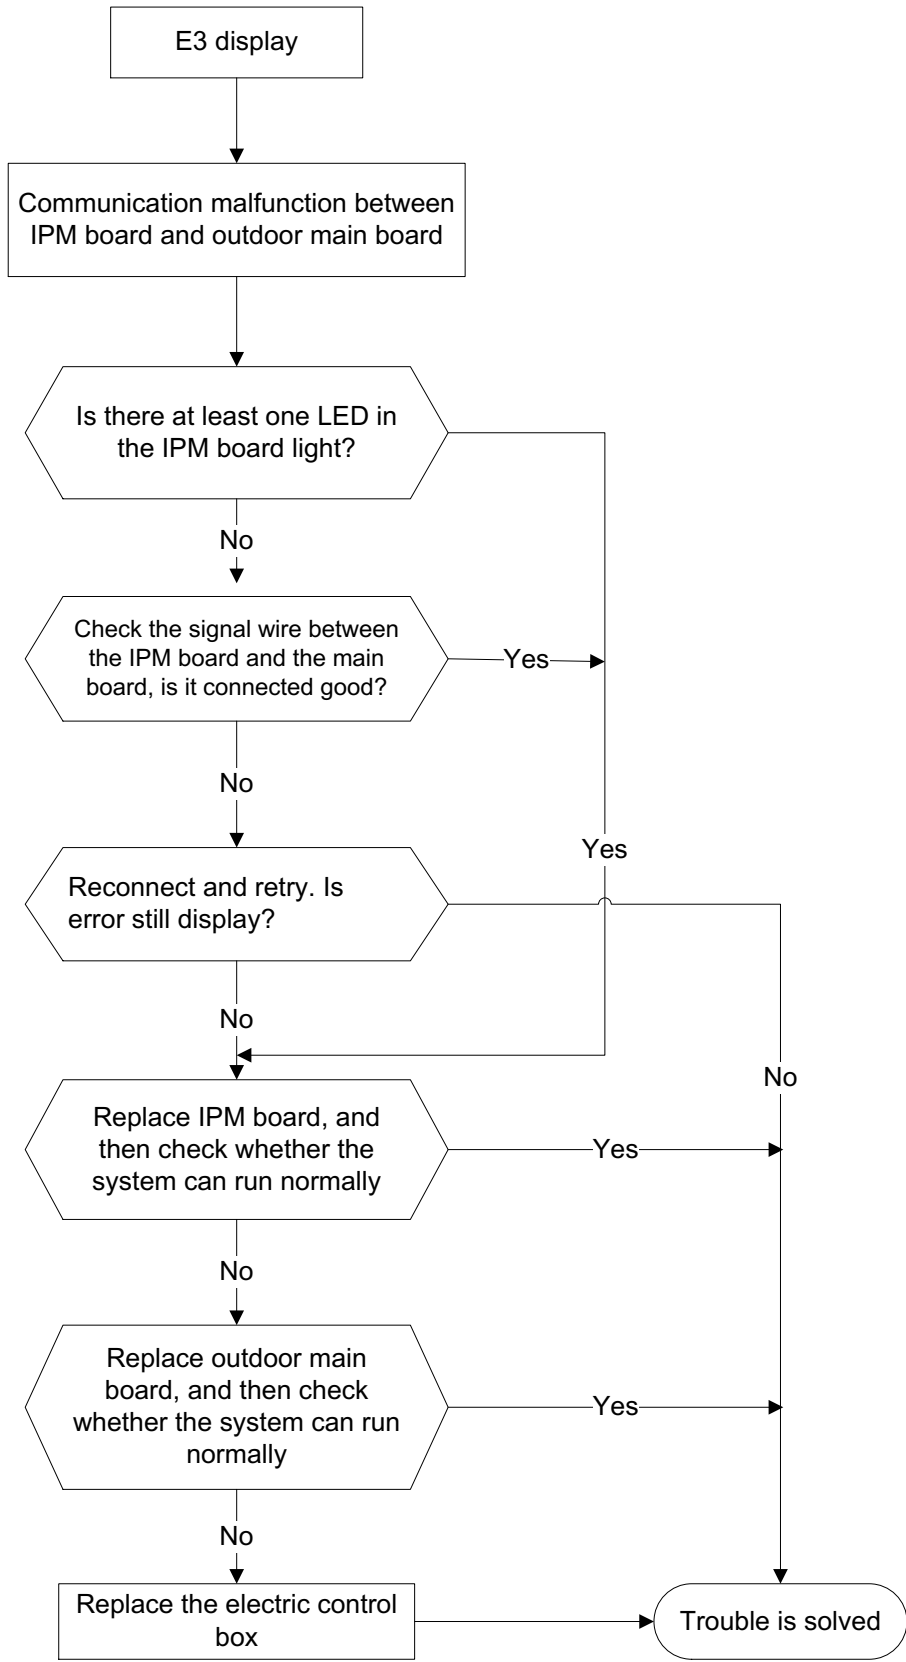 E3 display
Communication malfunction between
IPM board and outdoor main board
Is there at least one LED in
the IPM board light?
No
Check the signal wire between
the IPM board and the main
board, is it connected good?
Yes
No
Yes
Reconnect and retry. Is
error still display?
No
No
Replace IPM board, and
then check whether the
system can run normally
Yes
No
Replace outdoor main
board, and then check
whether the system can run
normally
Yes
No
Replace the electric control
box
Trouble is solved